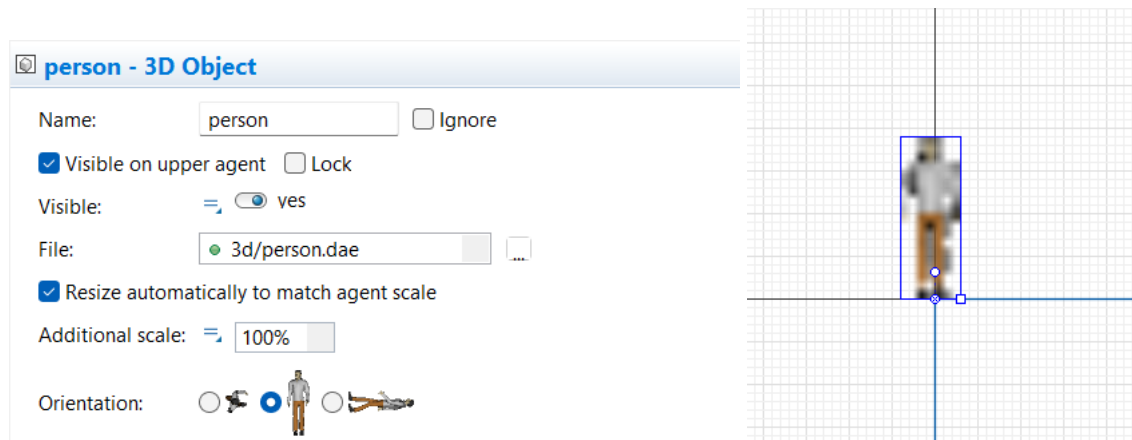 person - 3D Object
Name: person Ignore
Visible on upper agent Lock
Visible: yes
File: 3d/person.dae ...
Resize automatically to match agent scale
Additional scale: 100%
Orientation: